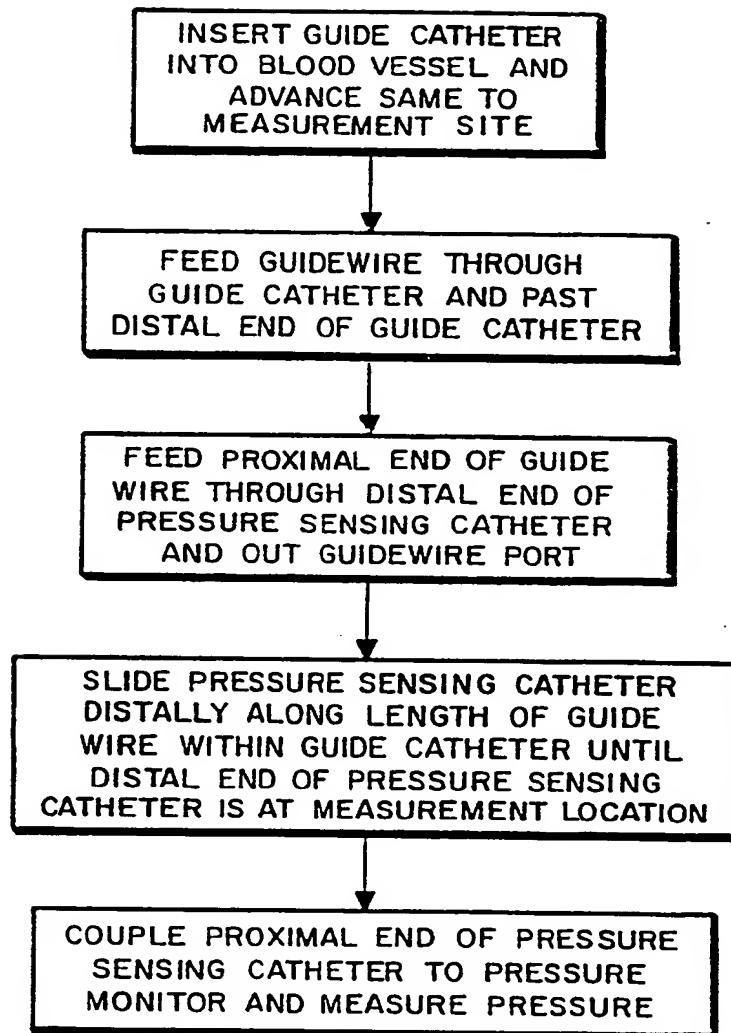 INSERT GUIDE CATHETER
INTO BLOOD VESSEL AND
ADVANCE SAME TO
MEASUREMENT SITE
FEED GUIDEWIRE THROUGH
GUIDE CATHETER AND PAST
DISTAL END OF GUIDE CATHETER
FEED PROXIMAL END OF GUIDE
WIRE THROUGH DISTAL END OF
PRESSURE SENSING CATHETER
AND OUT GUIDEWIRE PORT
SLIDE PRESSURE SENSING CATHETER
DISTALLY ALONG LENGTH OF GUIDE
WIRE WITHIN GUIDE CATHETER UNTIL
DISTAL END OF PRESSURE SENSING
CATHETER IS AT MEASUREMENT LOCATION
COUPLE PROXIMAL END OF PRESSURE
SENSING CATHETER TO PRESSURE
MONITOR AND MEASURE PRESSURE